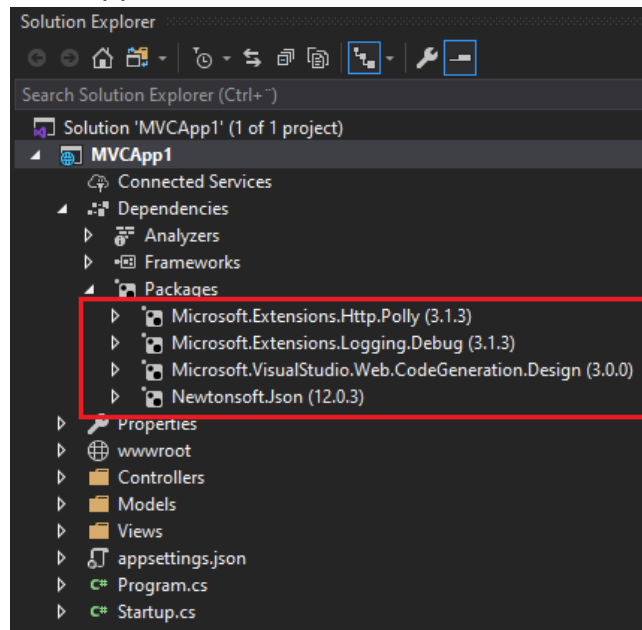 Solution Explorer
Search Solution Explorer (Ctrl+¨)
Solution 'MVCApp1' (1 of 1 project)
MVCApp1
Connected Services
Dependencies
Analyzers
Frameworks
Packages
Microsoft.Extensions.Http.Polly (3.1.3)
Microsoft.Extensions.Logging.Debug (3.1.3)
Microsoft.VisualStudio.Web.CodeGeneration.Design (3.0.0)
Newtonsoft.Json (12.0.3)
Properties
wwwroot
Controllers
Models
Views
appsettings.json
C# Program.cs
C# Startup.cs